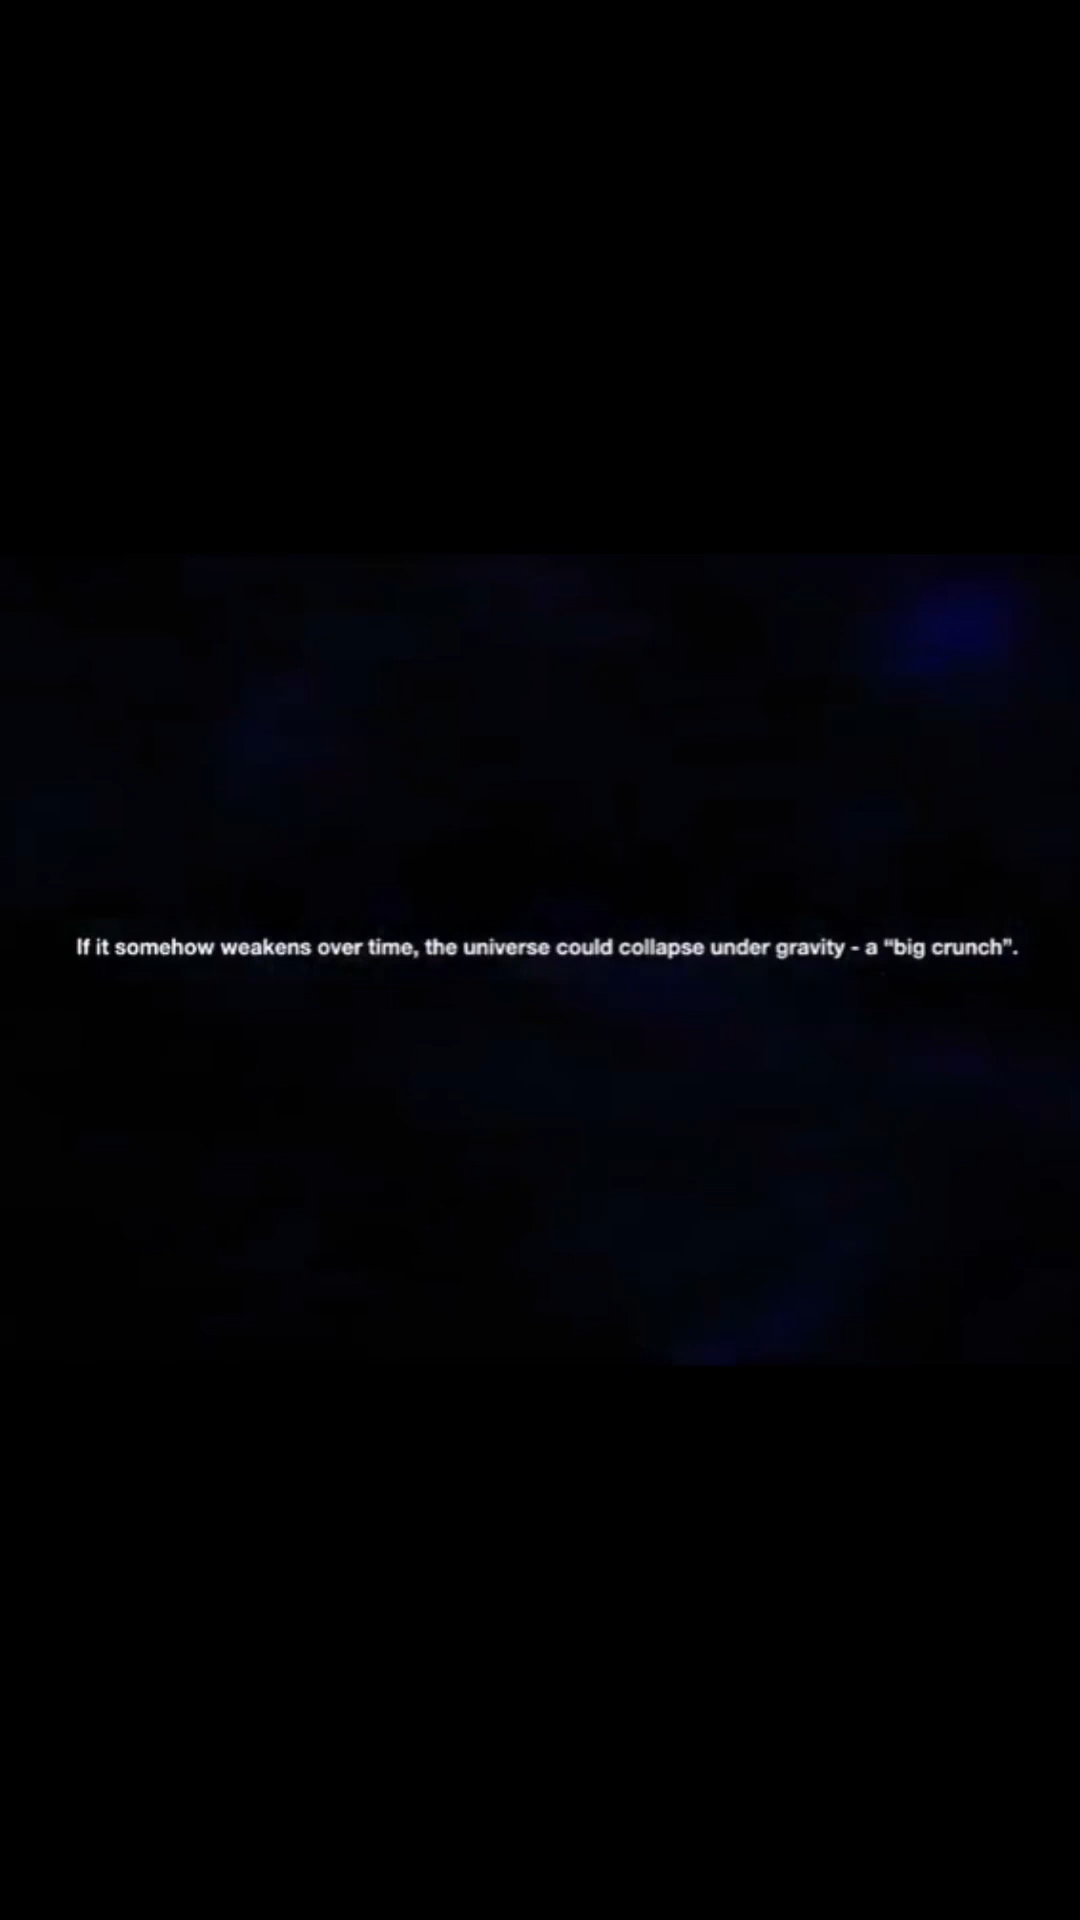 If it somehow weakens over time, the universe could collapse under gravity - a “big crunch”.